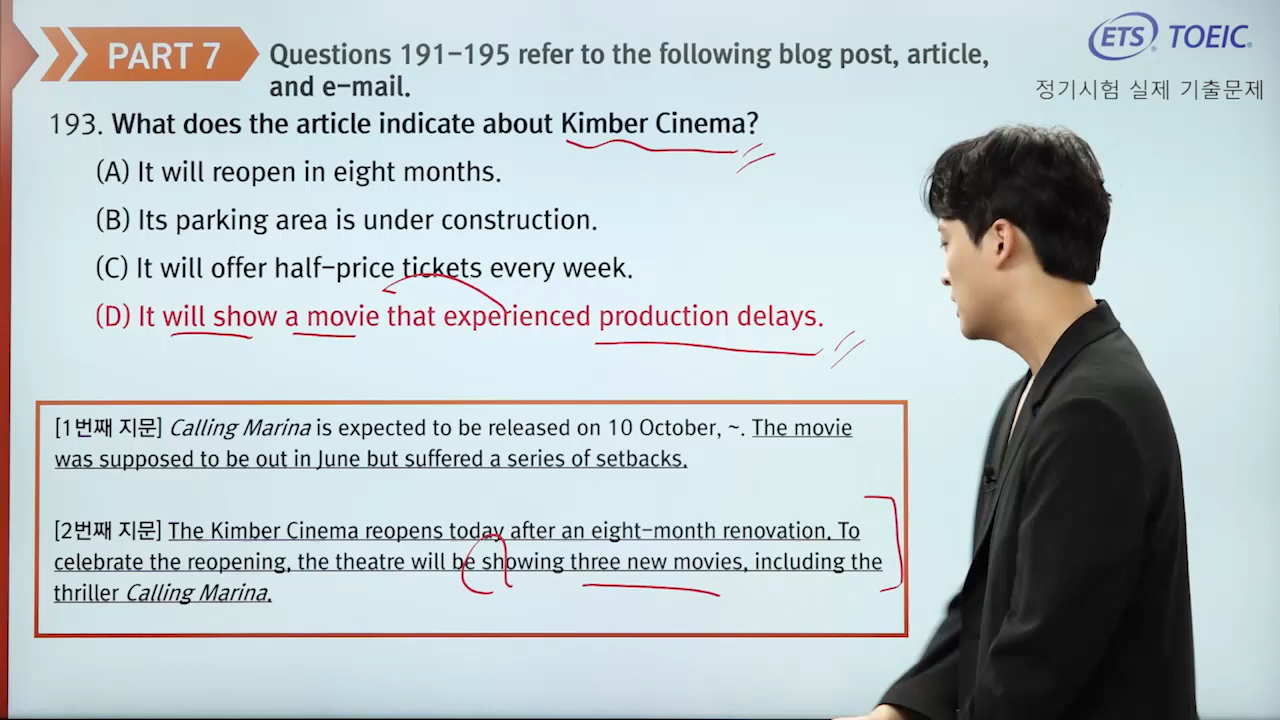 PART 7
Questions 191-195 refer to the following blog post, article,
and e-mail.
ETS TOEIC
정기시험 실제 기출문제
193. What does the article indicate about Kimber Cinema?
(A) It will reopen in eight months.
(B) Its parking area is under construction.
(C) It will offer half-price tickets every week.
(D) It will show a movie that experienced production delays.
[1번째 지문] Calling Marina is expected to be released on 10 October, ~. The movie
was supposed to be out in June but suffered a series of setbacks.
[2번째 지문] The Kimber Cinema reopens today after an eight-month renovation. To
celebrate the reopening, the theatre will be showing three new movies, including the
thriller Calling Marina.